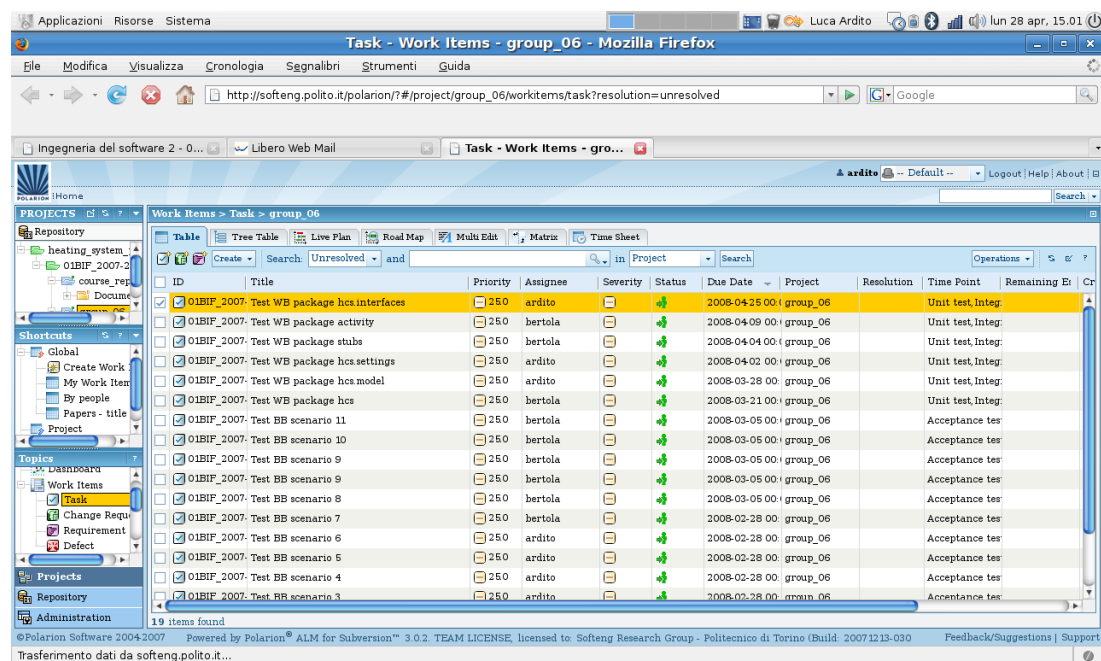 Applicazioni Risorse Sistema Luca Ardito lun 28 apr, 15.01
Task - Work Items - group_06 - Mozilla Firefox
File Modifica Visualizza Cronologia Segnalibri Strumenti Guida
http://softeng.polito.it/polarion/?#/project/group_06/workitems/task?resolution=unresolved Google
Ingegneria del software 2 - 0... Libero Web Mail Task - Work Items - gro...
ardito -- Default -- Logout | Help | About
POLARION Home Search
PROJECTS Work Items > Task > group_06
Repository Table Tree Table Live Plan Road Map Multi Edit Matrix Time Sheet
heating_system_
01BIF_2007-2 Create Search: Unresolved and in Project Search Operations
course_rep ID Title Priority Assignee Severity Status Due Date Project Resolution Time Point Remaining E Cr
Docume 01BIF_2007- Test WB package hcs.interfaces 25.0 ardito 2008-04-25 00: group_06 Unit test, Integ
group_06 01BIF_2007- Test WB package activity 25.0 bertola 2008-04-09 00: group_06 Unit test, Integ
Shortcuts 01BIF_2007- Test WB package stubs 25.0 bertola 2008-04-04 00: group_06 Unit test, Integ
Global 01BIF_2007- Test WB package hcs.settings 25.0 ardito 2008-04-02 00: group_06 Unit test, Integ
Create Work
My Work Item 01BIF_2007- Test WB package hcs.model 25.0 ardito 2008-03-28 00: group_06 Unit test, Integ
By people 01BIF_2007- Test WB package hcs 25.0 bertola 2008-03-21 00: group_06 Unit test, Integ
Papers - title 01BIF_2007- Test BB scenario 11 25.0 bertola 2008-03-05 00: group_06 Acceptance tes
Project 01BIF_2007- Test BB scenario 10 25.0 bertola 2008-03-05 00: group_06 Acceptance tes
Topics 01BIF_2007- Test BB scenario 9 25.0 bertola 2008-03-05 00: group_06 Acceptance tes
Dashboard 01BIF_2007- Test BB scenario 9 25.0 bertola 2008-03-05 00: group_06 Acceptance tes
Work Items
Task 01BIF_2007- Test BB scenario 8 25.0 bertola 2008-03-05 00: group_06 Acceptance tes
Change Requ 01BIF_2007- Test BB scenario 7 25.0 bertola 2008-02-28 00: group_06 Acceptance tes
Requirement 01BIF_2007- Test BB scenario 6 25.0 ardito 2008-02-28 00: group_06 Acceptance tes
Defect 01BIF_2007- Test BB scenario 5 25.0 ardito 2008-02-28 00: group_06 Acceptance tes
Projects 01BIF_2007- Test BB scenario 4 25.0 ardito 2008-02-28 00: group_06 Acceptance tes
Repository 01BIF_2007- Test BB scenario 3 25.0 ardito 2008-02-28 00: group_06 Acceptance tes
Administration 19 items found
©Polarion Software 2004-2007 Powered by Polarion® ALM for Subversion™ 3.0.2. TEAM LICENSE, licensed to: Softeng Research Group - Politecnico di Torino (Build: 20071213-030 Feedback/Suggestions | Support
Trasferimento dati da softeng.polito.it...